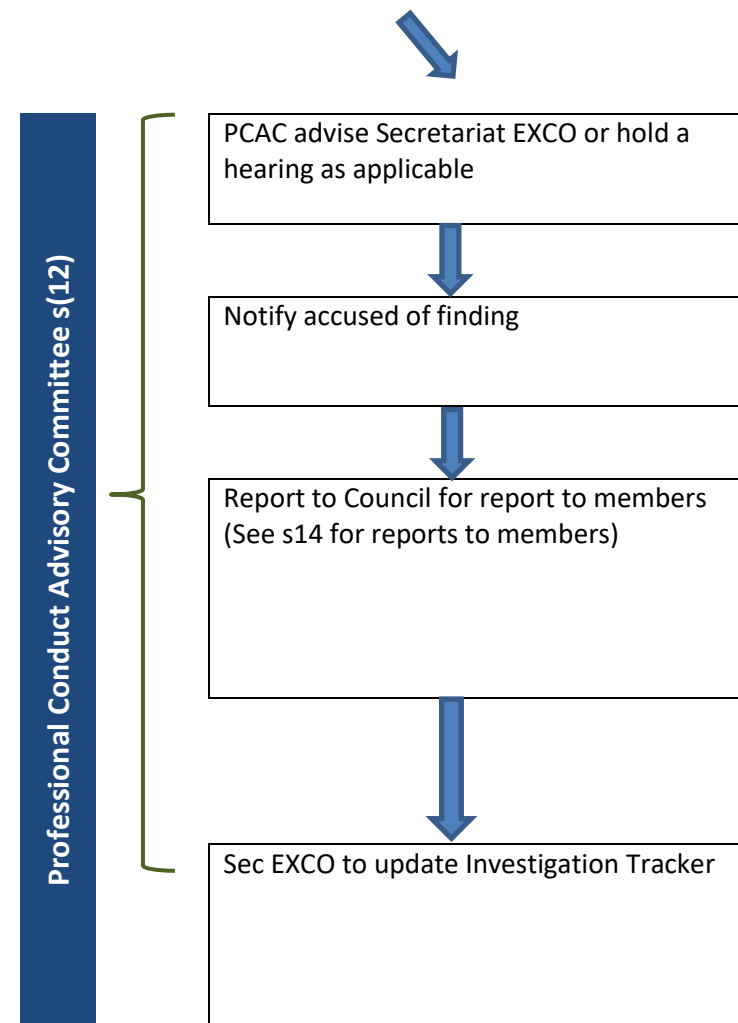 Professional Conduct Advisory Committee s(12)
PCAC advise Secretariat EXCO or hold a
hearing as applicable
Notify accused of finding
Report to Council for report to members
(See s14 for reports to members)
Sec EXCO to update Investigation Tracker